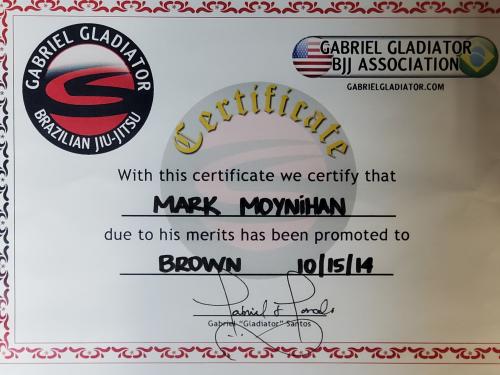 GABRIEL GLADIATOR
BRAZILIAN JIU-JITSU
GABRIEL GLADIATOR
BJJ ASSOCIATION
GABRIELGLADIATOR.COM
Certificate
With this certificate we certify that
MARK MOYNIHAN
due to his merits has been promoted to
BROWN 10/15/14
Gabriel "Gladiator" Santos